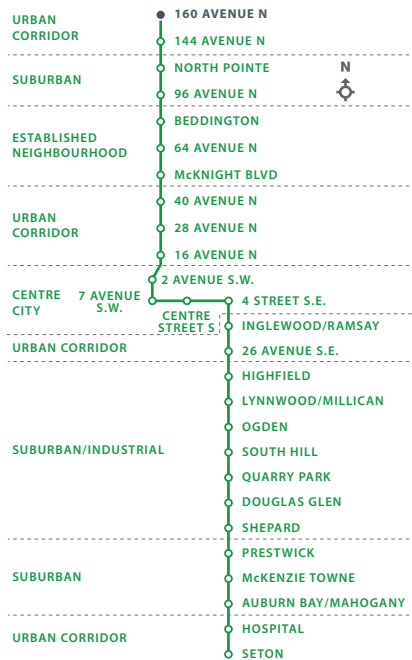 URBAN
CORRIDOR
160 AVENUE N
144 AVENUE N
SUBURBAN
NORTH POINTE
96 AVENUE N
N
ESTABLISHED
NEIGHBOURHOOD
BEDDINGTON
64 AVENUE N
McKNIGHT BLVD
URBAN
CORRIDOR
40 AVENUE N
28 AVENUE N
16 AVENUE N
CENTRE
CITY
2 AVENUE S.W.
7 AVENUE
S.W.
CENTRE
STREET S
4 STREET S.E.
URBAN CORRIDOR
INGLEWOOD/RAMSAY
26 AVENUE S.E.
SUBURBAN/INDUSTRIAL
HIGHFIELD
LYNNWOOD/MILLICAN
OGDEN
SOUTH HILL
QUARRY PARK
DOUGLAS GLEN
SHEPARD
SUBURBAN
PRESTWICK
McKENZIE TOWNE
AUBURN BAY/MAHOGANY
URBAN CORRIDOR
HOSPITAL
SETON